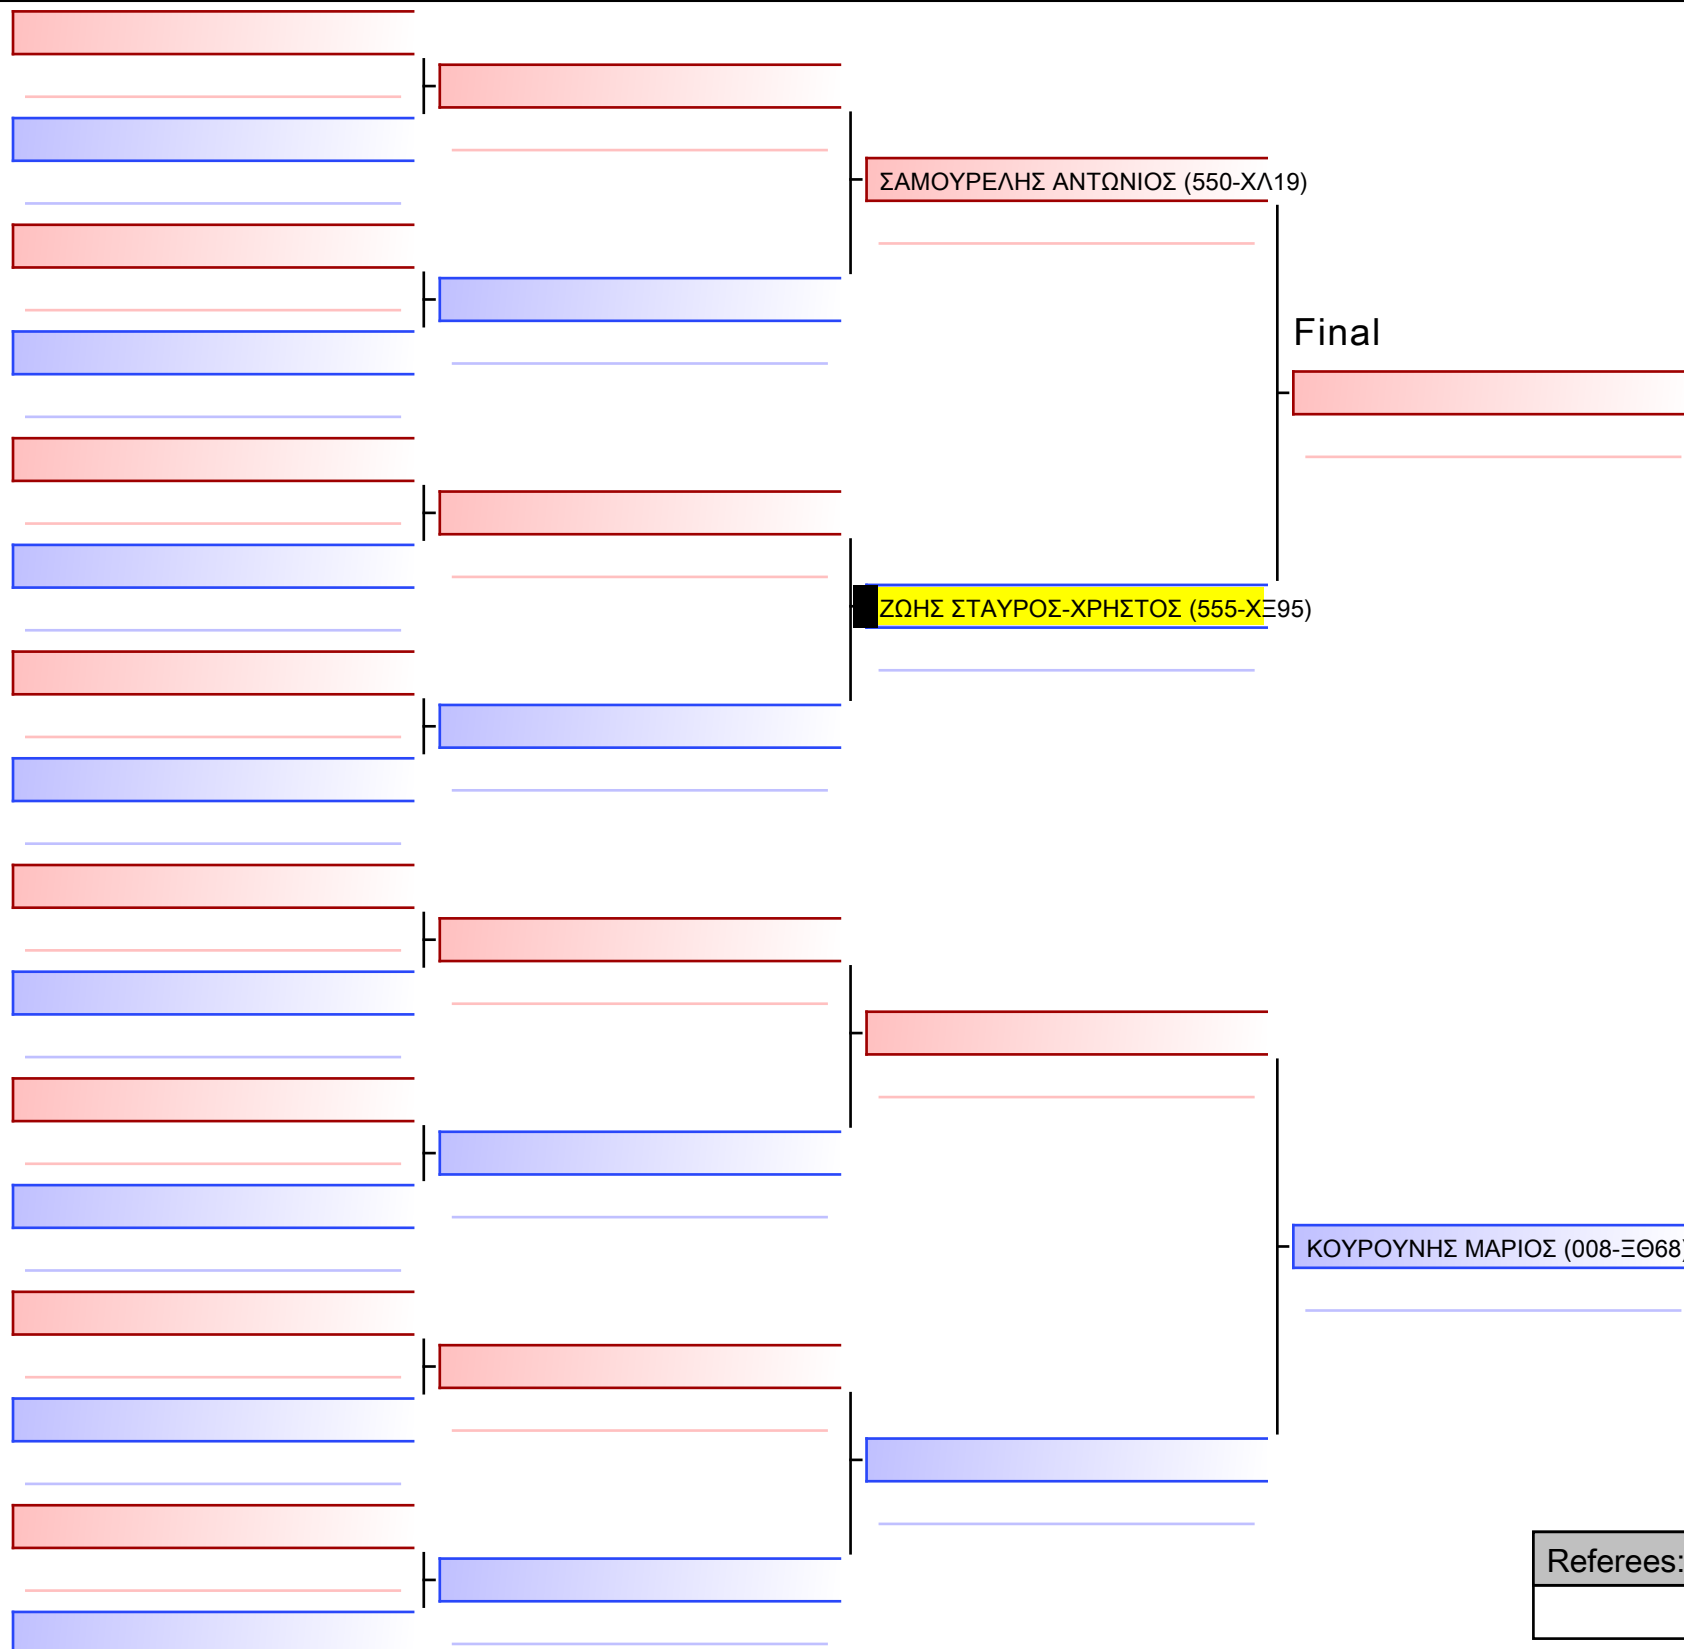 ΣΑΜΟΥΡΕΛΗΣ ΑΝΤΩΝΙΟΣ (550-ΧΛ19)
Final
ΖΩΗΣ ΣΤΑΥΡΟΣ-ΧΡΗΣΤΟΣ (555-ΧΞ95)
ΚΟΥΡΟΥΝΗΣ ΜΑΡΙΟΣ (008-ΞΘ68)
Referees: